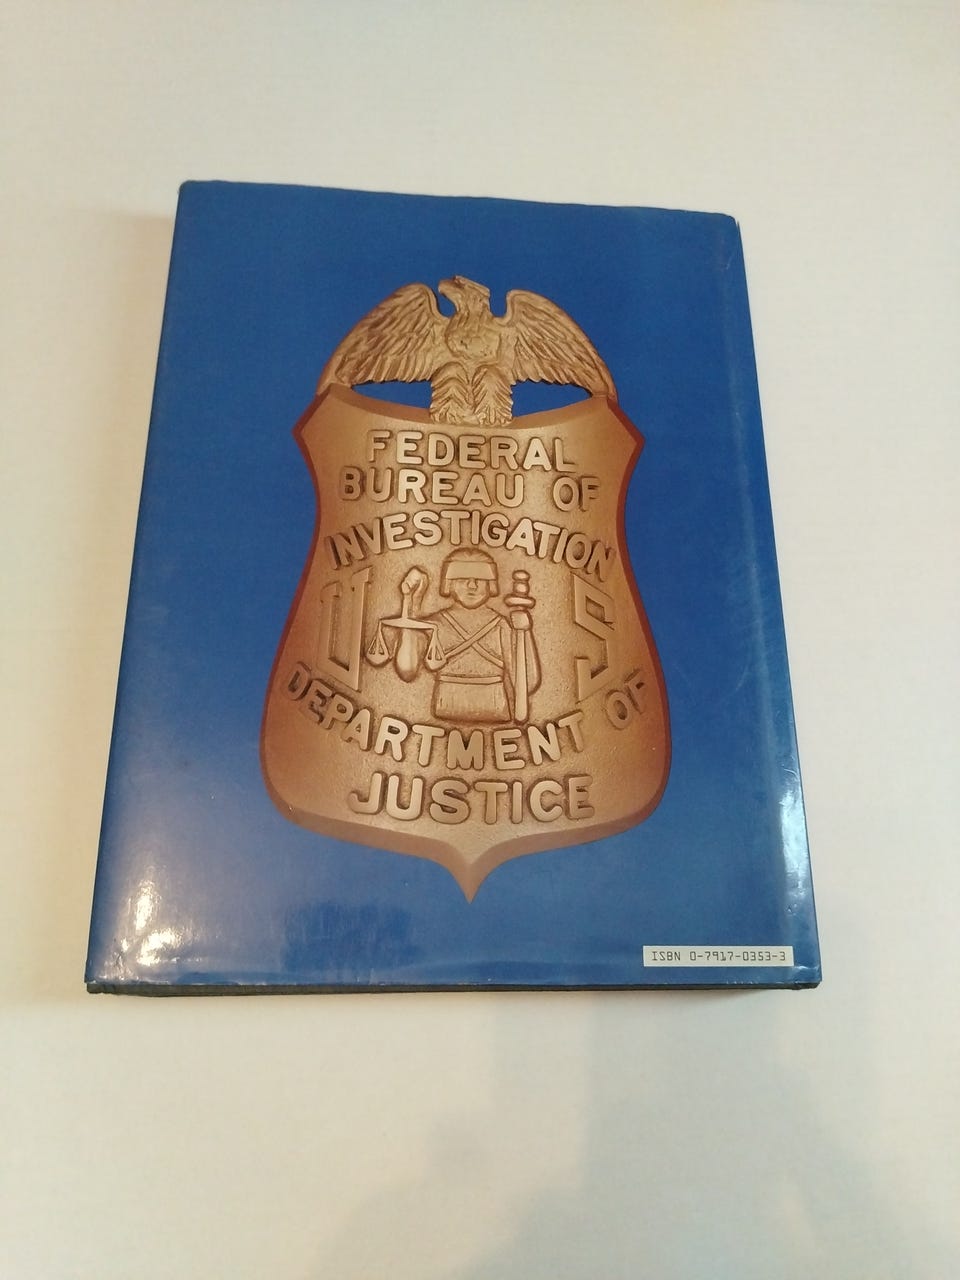 FEDERAL
BUREAU OF
INVESTIGATION
U S
DEPARTMENT OF
JUSTICE
ISBN 0-7917-0353-3